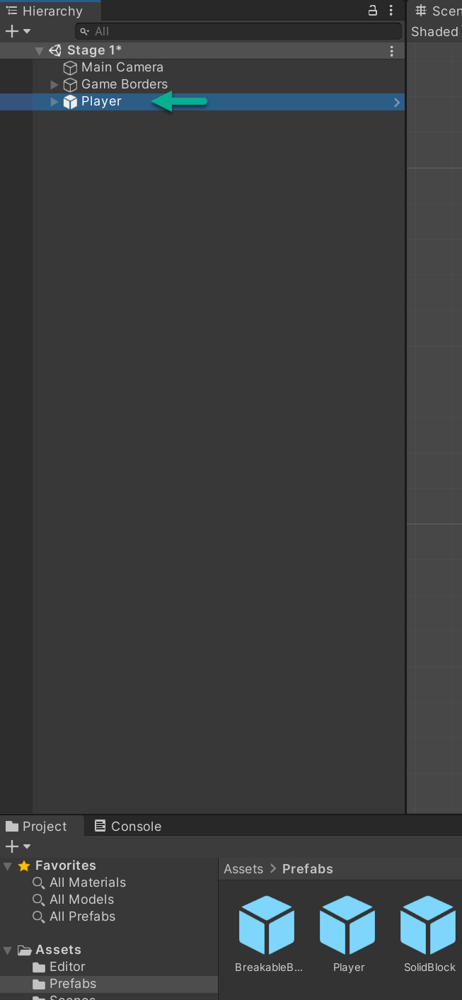 Hierarchy
All
Stage 1*
Main Camera
Game Borders
Player
Scen
Shaded
Project
Console
Favorites
All Materials
All Models
All Prefabs
Assets
Editor
Prefabs
Scenes
Assets > Prefabs
BreakableB...
Player
SolidBlock